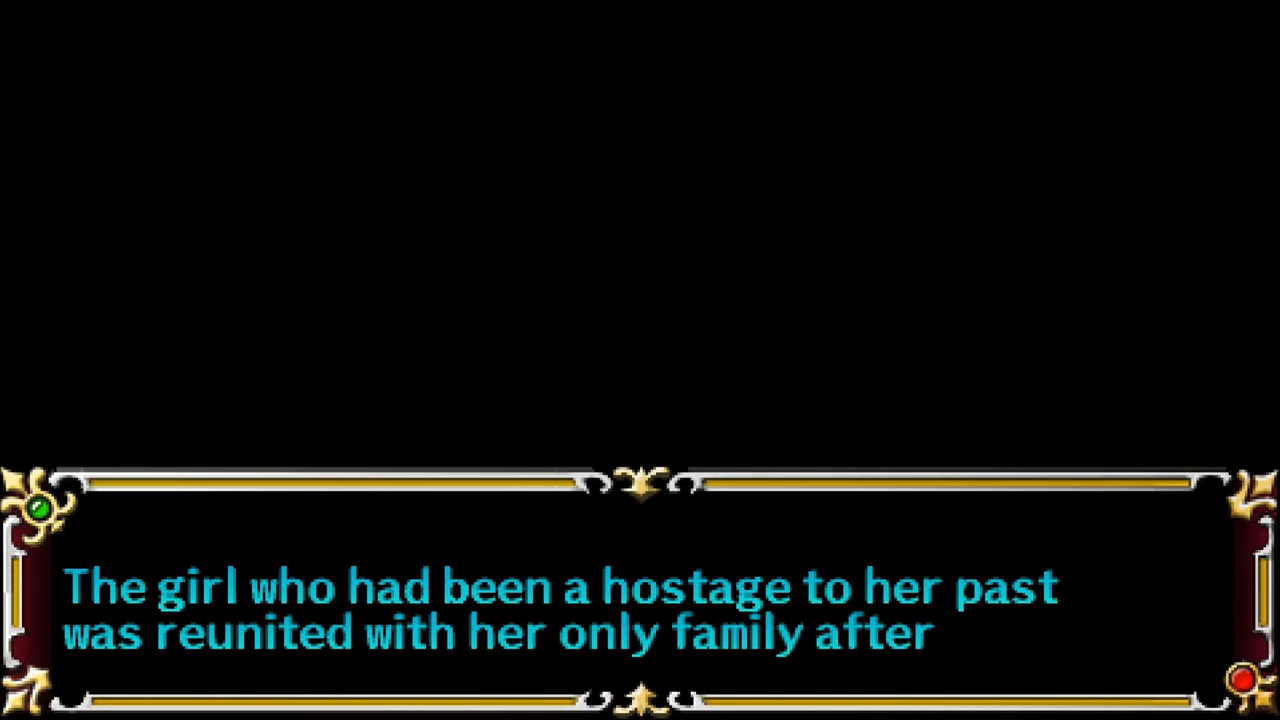 The girl who had been a hostage to her past
was reunited with her only family after